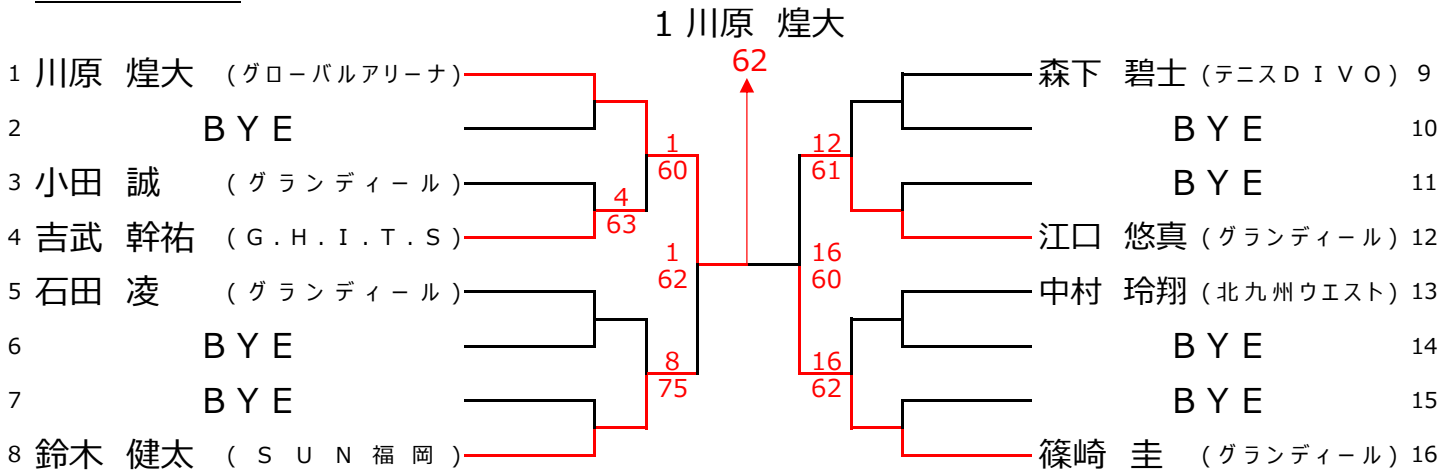 1 川原 煌大
62
1 川原 煌大 (グローバルアリーナ)
2 BYE
3 小田 誠 (グランディール)
4 吉武 幹祐 (G.H.I.T.S)
5 石田 凌 (グランディール)
6 BYE
7 BYE
8 鈴木 健太 (SUN福岡)
1
60
4
63
1
62
8
75
12
61
16
60
16
62
森下 碧士 (テニスDIVO) 9
BYE 10
BYE 11
江口 悠真 (グランディール) 12
中村 玲翔 (北九州ウエスト) 13
BYE 14
BYE 15
篠崎 圭 (グランディール) 16